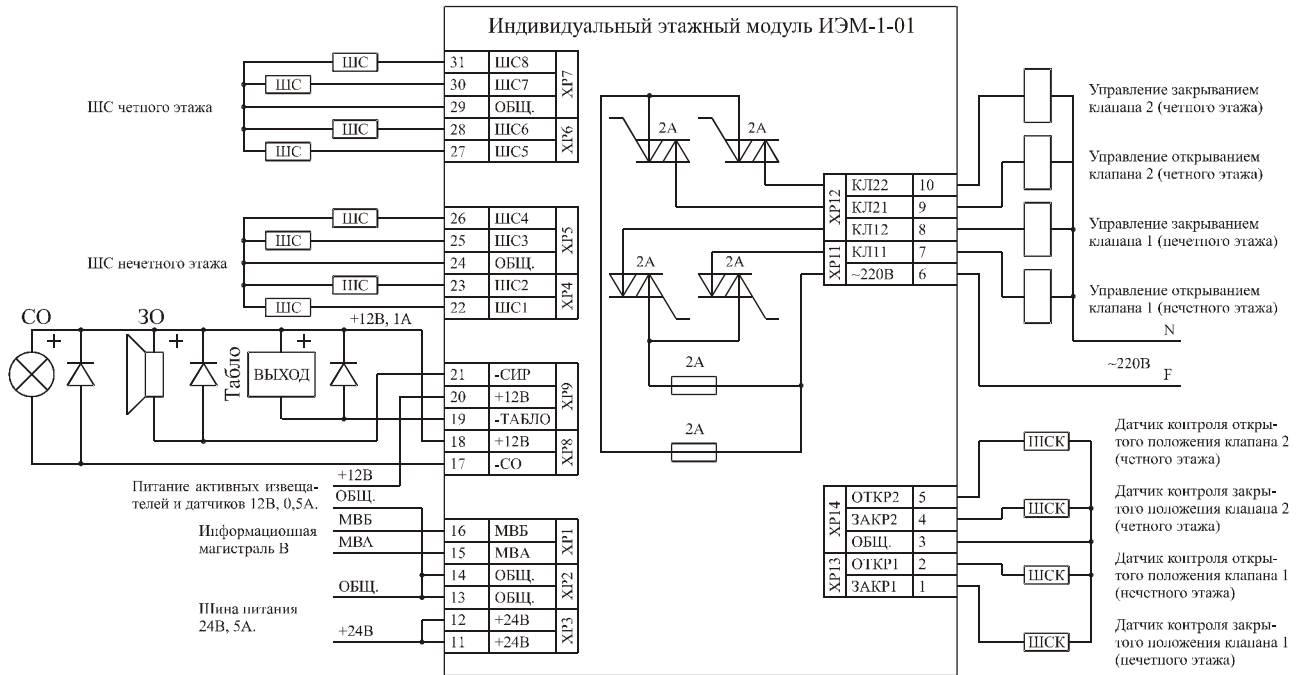 Индивидуальный этажный модуль ИЭМ-1-01
ШС четного этажа
ШС
ШС
ШС
ШС
31 ШС8
30 ШС7
29 ОБЩ.
XP7
28 ШС6
27 ШС5
XP6
ШС нечетного этажа
ШС
ШС
ШС
ШС
26 ШС4
25 ШС3
24 ОБЩ.
XP5
23 ШС2
22 ШС1
XP4
СО
+
ЗО
+
Табло
ВЫХОД
+
+12В, 1А
21 -СИР
20 +12В
19 -ТАБЛО
XP9
18 +12В
17 -СО
XP8
Питание активных извеща-
телей и датчиков 12В, 0,5А.
+12В
ОБЩ.
Информационная
магистраль В
МВБ
МВА
16 МВБ
15 МВА
XP1
14 ОБЩ.
13 ОБЩ.
XP2
12 +24В
11 +24В
XP3
Шина питания
24В, 5А.
ОБЩ.
+24В
2А
2А
2А
2А
2А
2А
КЛ22 10
КЛ21 9
КЛ12 8
XP12
КЛ11 7
~220В 6
XP11
Управление закрыванием
клапана 2 (четного этажа)
Управление открыванием
клапана 2 (четного этажа)
Управление закрыванием
клапана 1 (нечетного этажа)
Управление открыванием
клапана 1 (нечетного этажа)
N
~220В
F
ОТКР2 5
ЗАКР2 4
ОБЩ. 3
XP14
ОТКР1 2
ЗАКР1 1
XP13
ШСК
ШСК
ШСК
ШСК
Датчик контроля откры-
того положения клапана 2
(четного этажа)
Датчик контроля закры-
того положения клапана 2
(четного этажа)
Датчик контроля откры-
того положения клапана 1
(нечетного этажа)
Датчик контроля закры-
того положения клапана 1
(нечетного этажа)